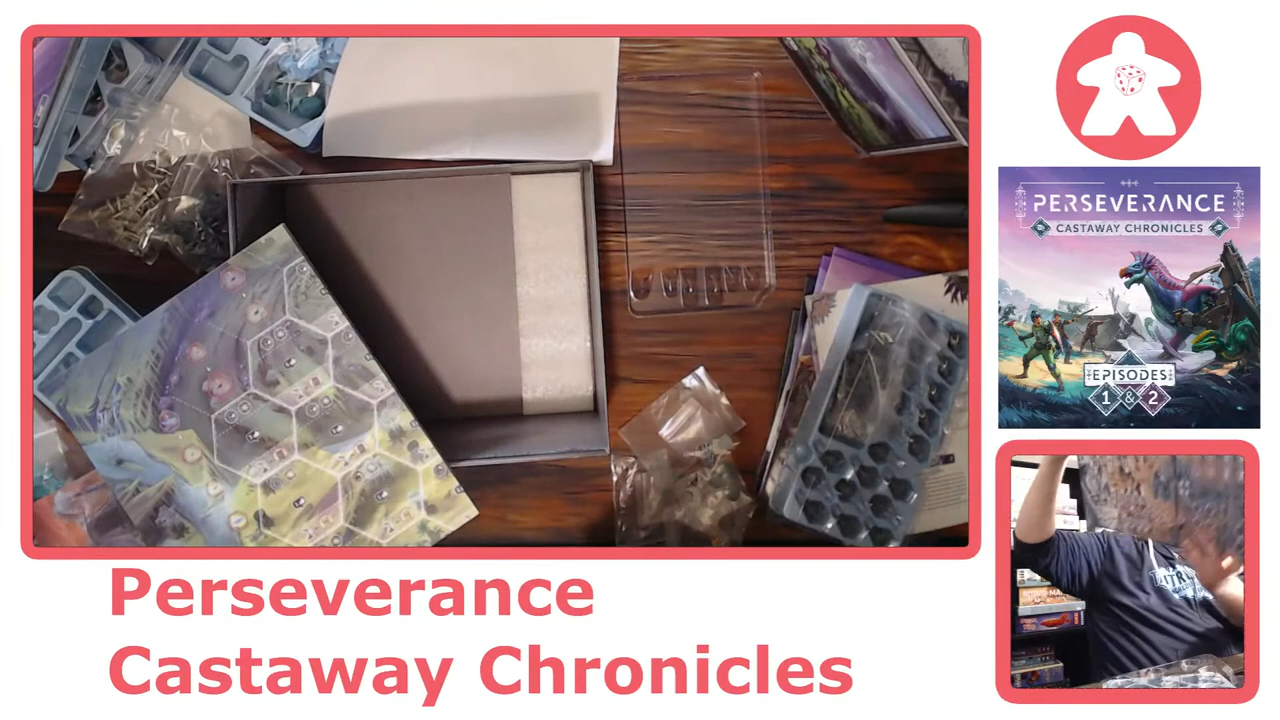 PERSEVERANCE
CASTAWAY CHRONICLES
EPISODES
1 & 2
Perseverance
Castaway Chronicles